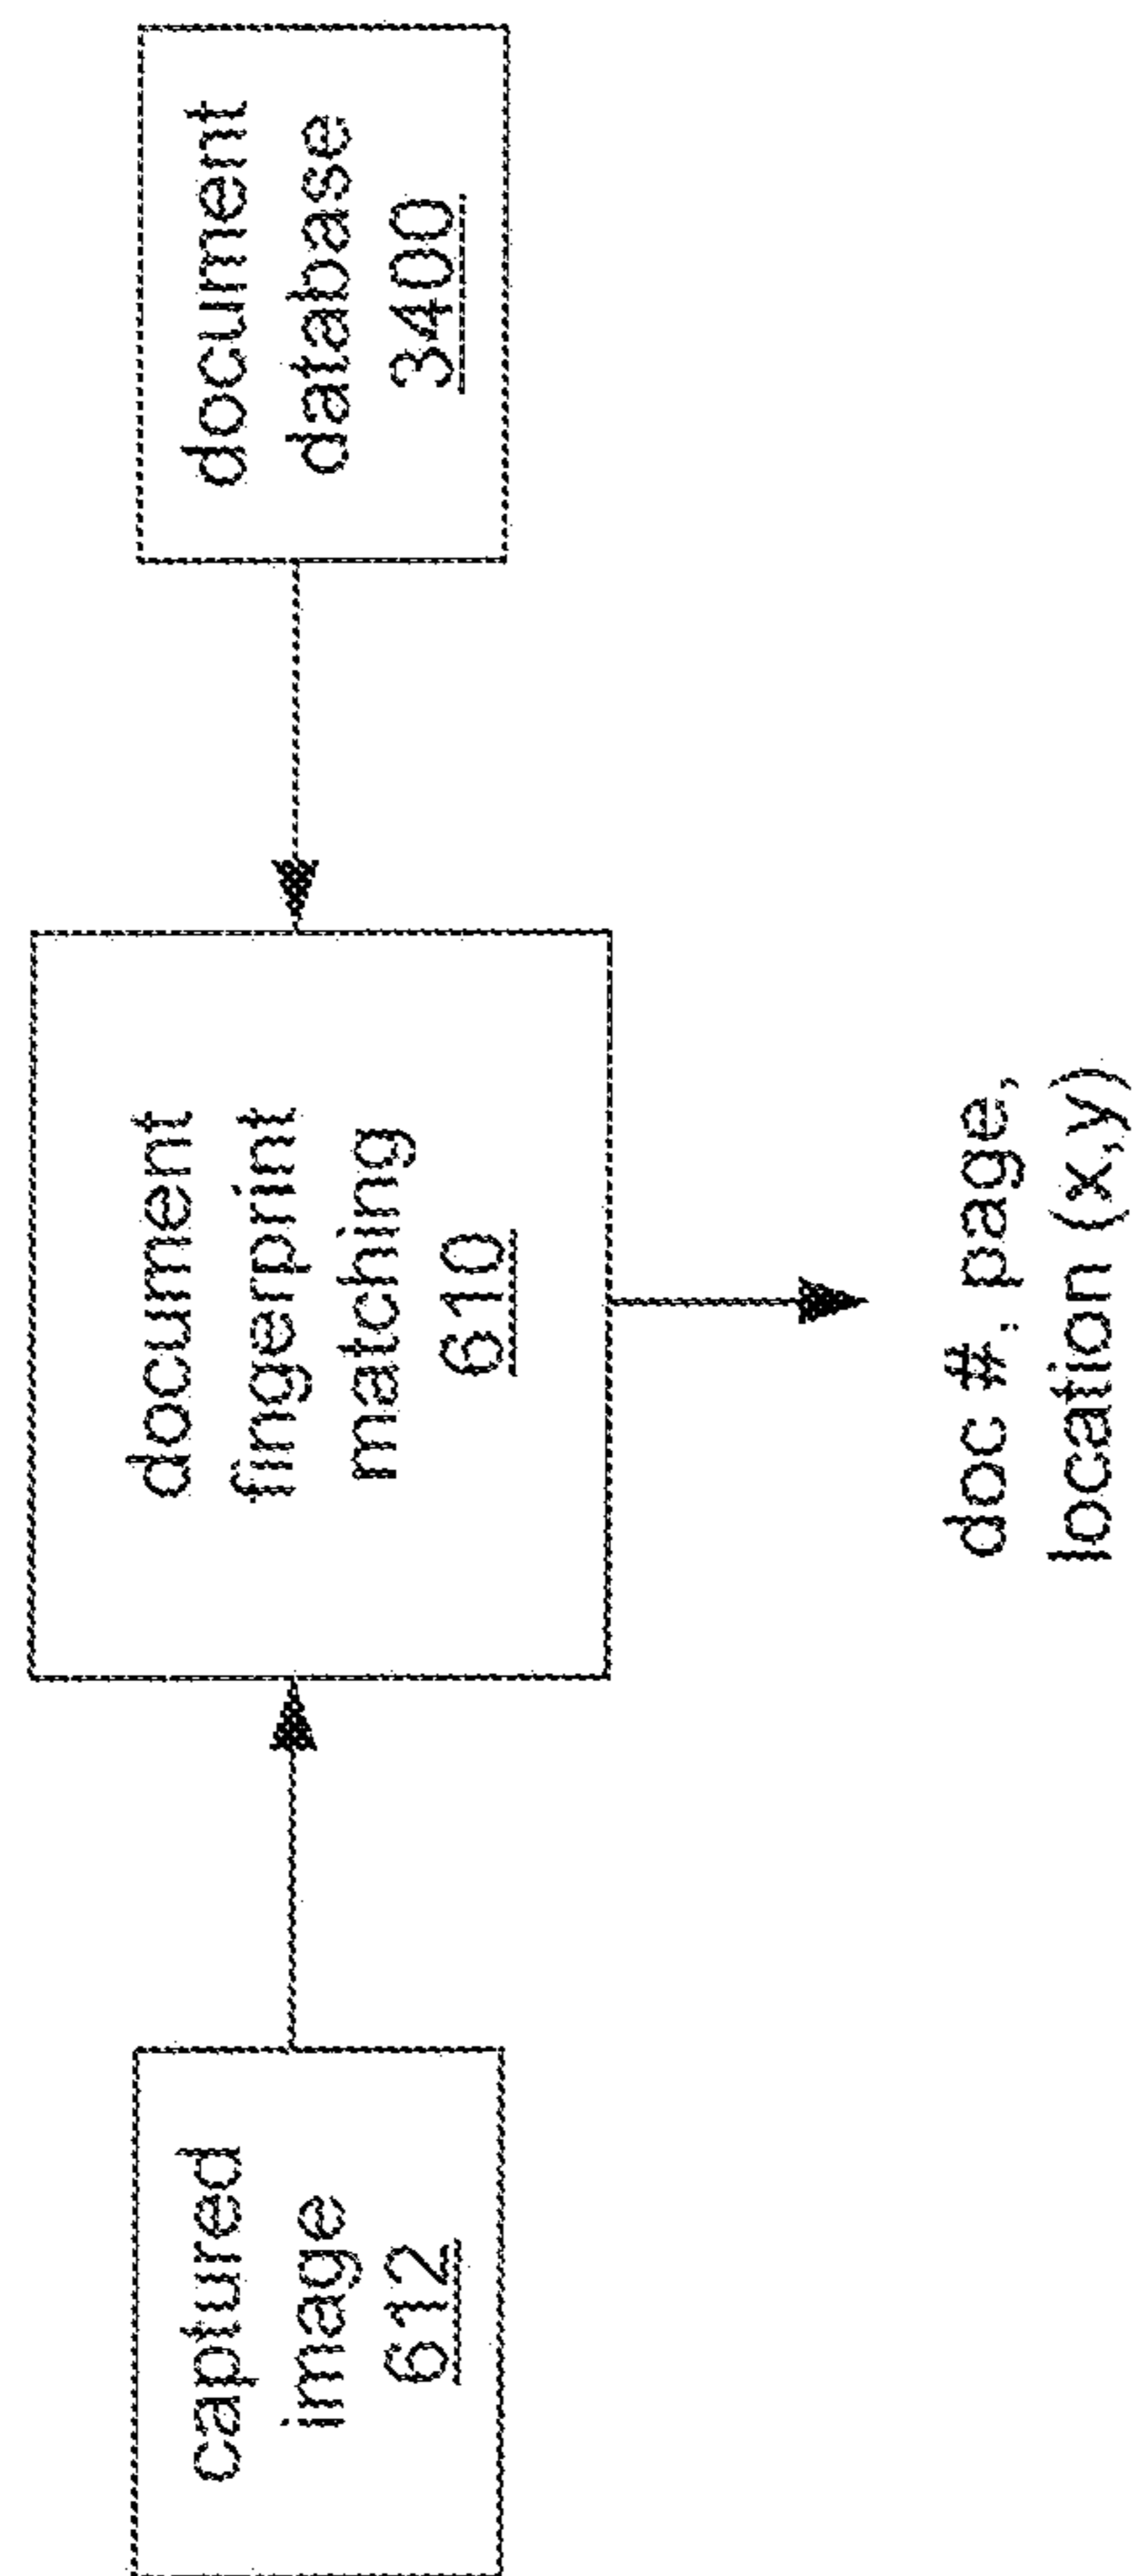 captured
image
612
document
fingerprint
matching
610
document
database
3400
doc #, page,
location (x,y)